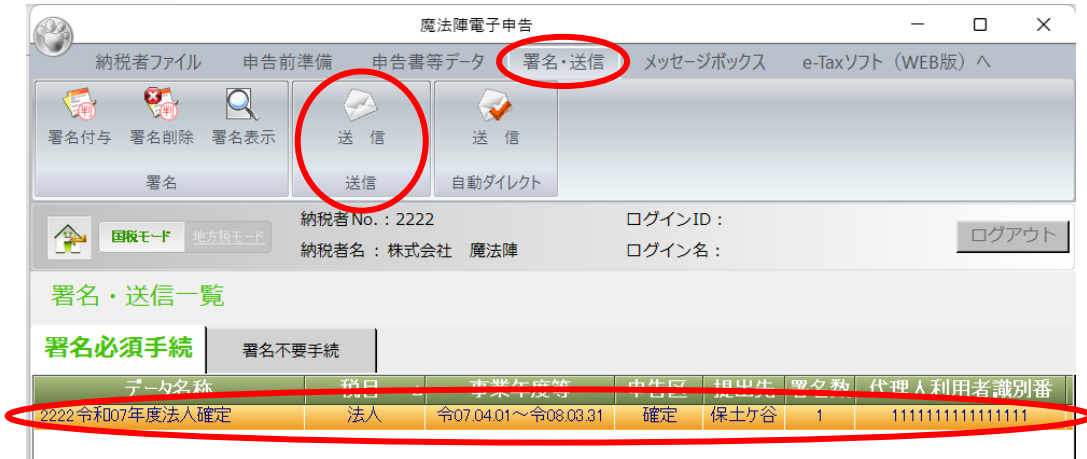 魔法陣電子申告
納税者ファイル 申告前準備 申告書等データ 署名・送信 メッセージボックス e-Taxソフト（WEB版）へ
署名付与 署名削除 署名表示 送 信 送 信
署名 送信 自動ダイレクト
国税モード 地方税モード
納税者No.：2222 ログインID：
納税者名：株式会社 魔法陣 ログイン名：
ログアウト
署名・送信一覧
署名必須手続 署名不要手続
データ名称 税目 事業年度等 申告区 提出先 署名数 代理人利用者識別番
2222令和07年度法人確定 法人 令07.04.01～令08.03.31 確定 保土ケ谷 1 1111111111111111